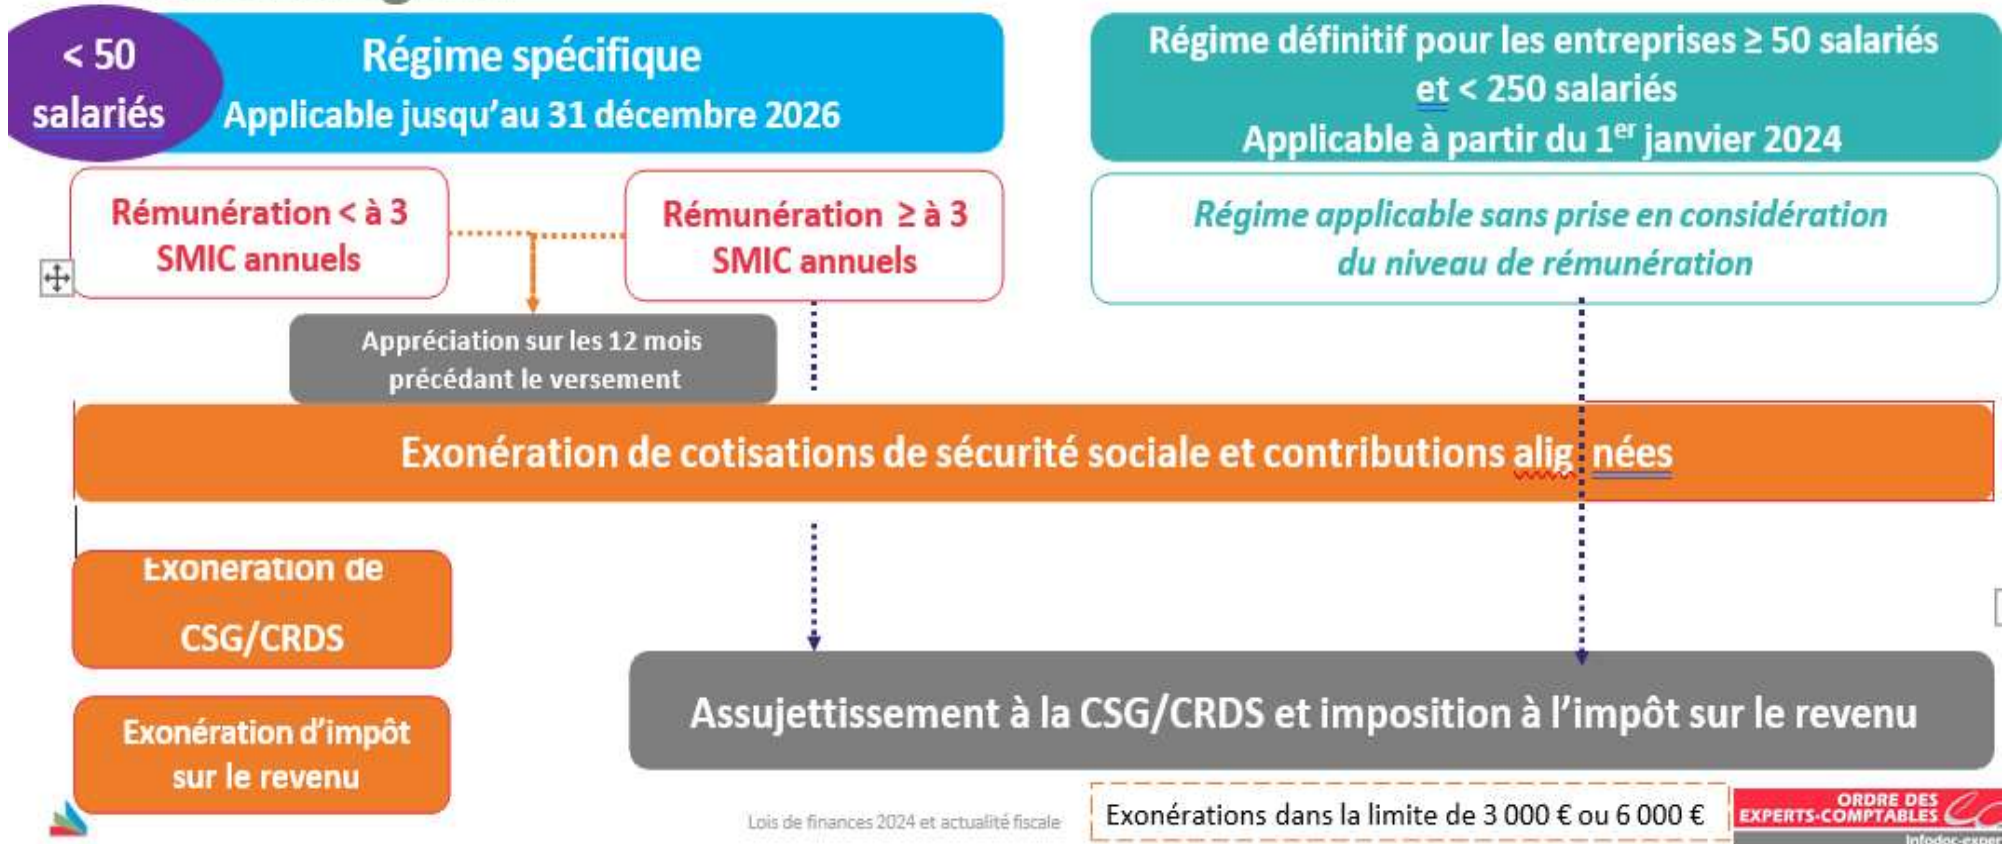 < 50
salariés
Régime spécifique
Applicable jusqu'au 31 décembre 2026
Régime définitif pour les entreprises ≥ 50 salariés
et < 250 salariés
Applicable à partir du 1er janvier 2024
Rémunération < à 3
SMIC annuels
Rémunération ≥ à 3
SMIC annuels
Régime applicable sans prise en considération
du niveau de rémunération
Appréciation sur les 12 mois
précédant le versement
Exonération de cotisations de sécurité sociale et contributions alig nées
Exonération de
CSG/CRDS
Exonération d'impôt
sur le revenu
Assujettissement à la CSG/CRDS et imposition à l'impôt sur le revenu
Lois de finances 2024 et actualité fiscale
Exonérations dans la limite de 3 000 € ou 6 000 €
ORDRE DES
EXPERTS-COMPTABLES